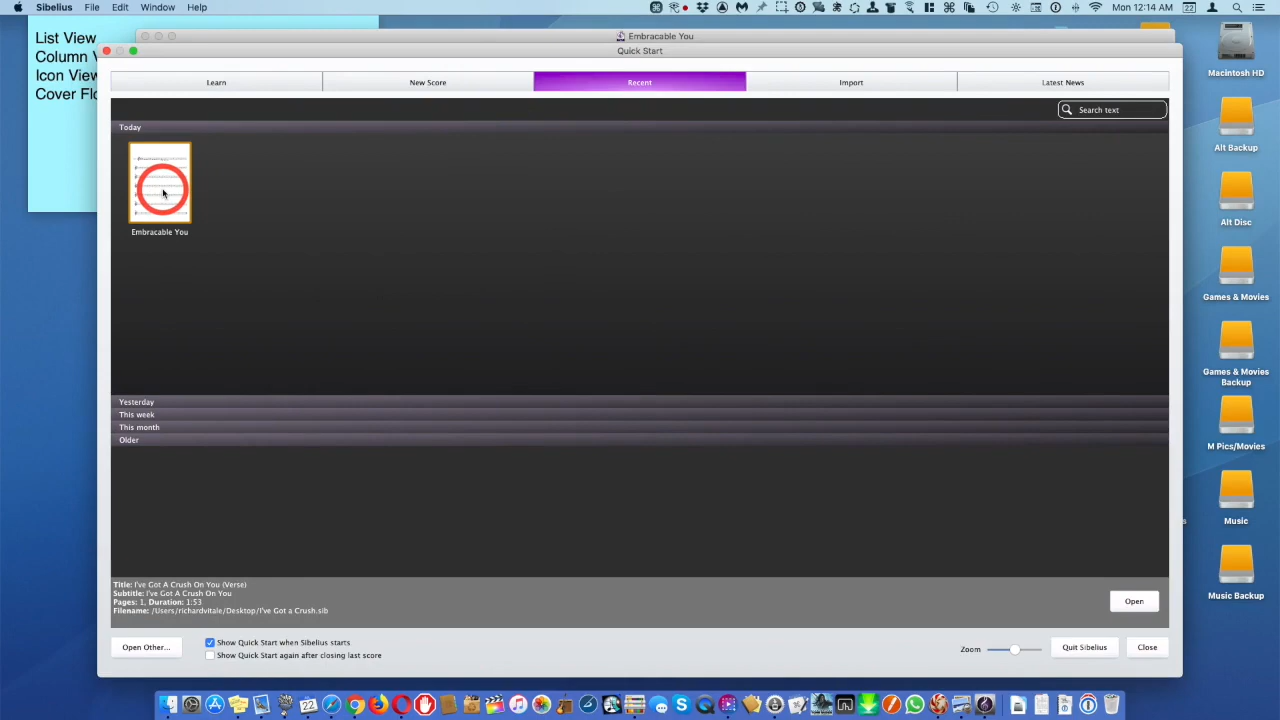 Sibelius File Edit Window Help
22 Mon 12:14 AM
List View
Column V
Icon View
Cover Flo
Embracable You
Quick Start
Learn New Score Recent Import Latest News
Search text
Today
Embracable You
Yesterday
This week
This month
Older
Title: I've Got A Crush On You (Verse)
Subtitle: I've Got A Crush On You
Pages: 1, Duration: 1:53
Filename: /Users/richardvitale/Desktop/I've Got a Crush.sib
Open
Open Other...
Show Quick Start when Sibelius starts
Show Quick Start again after closing last score
Zoom
Quit Sibelius
Close
Macintosh HD
Alt Backup
Alt Disc
Games & Movies
Games & Movies
Backup
M Pics/Movies
Music
Music Backup